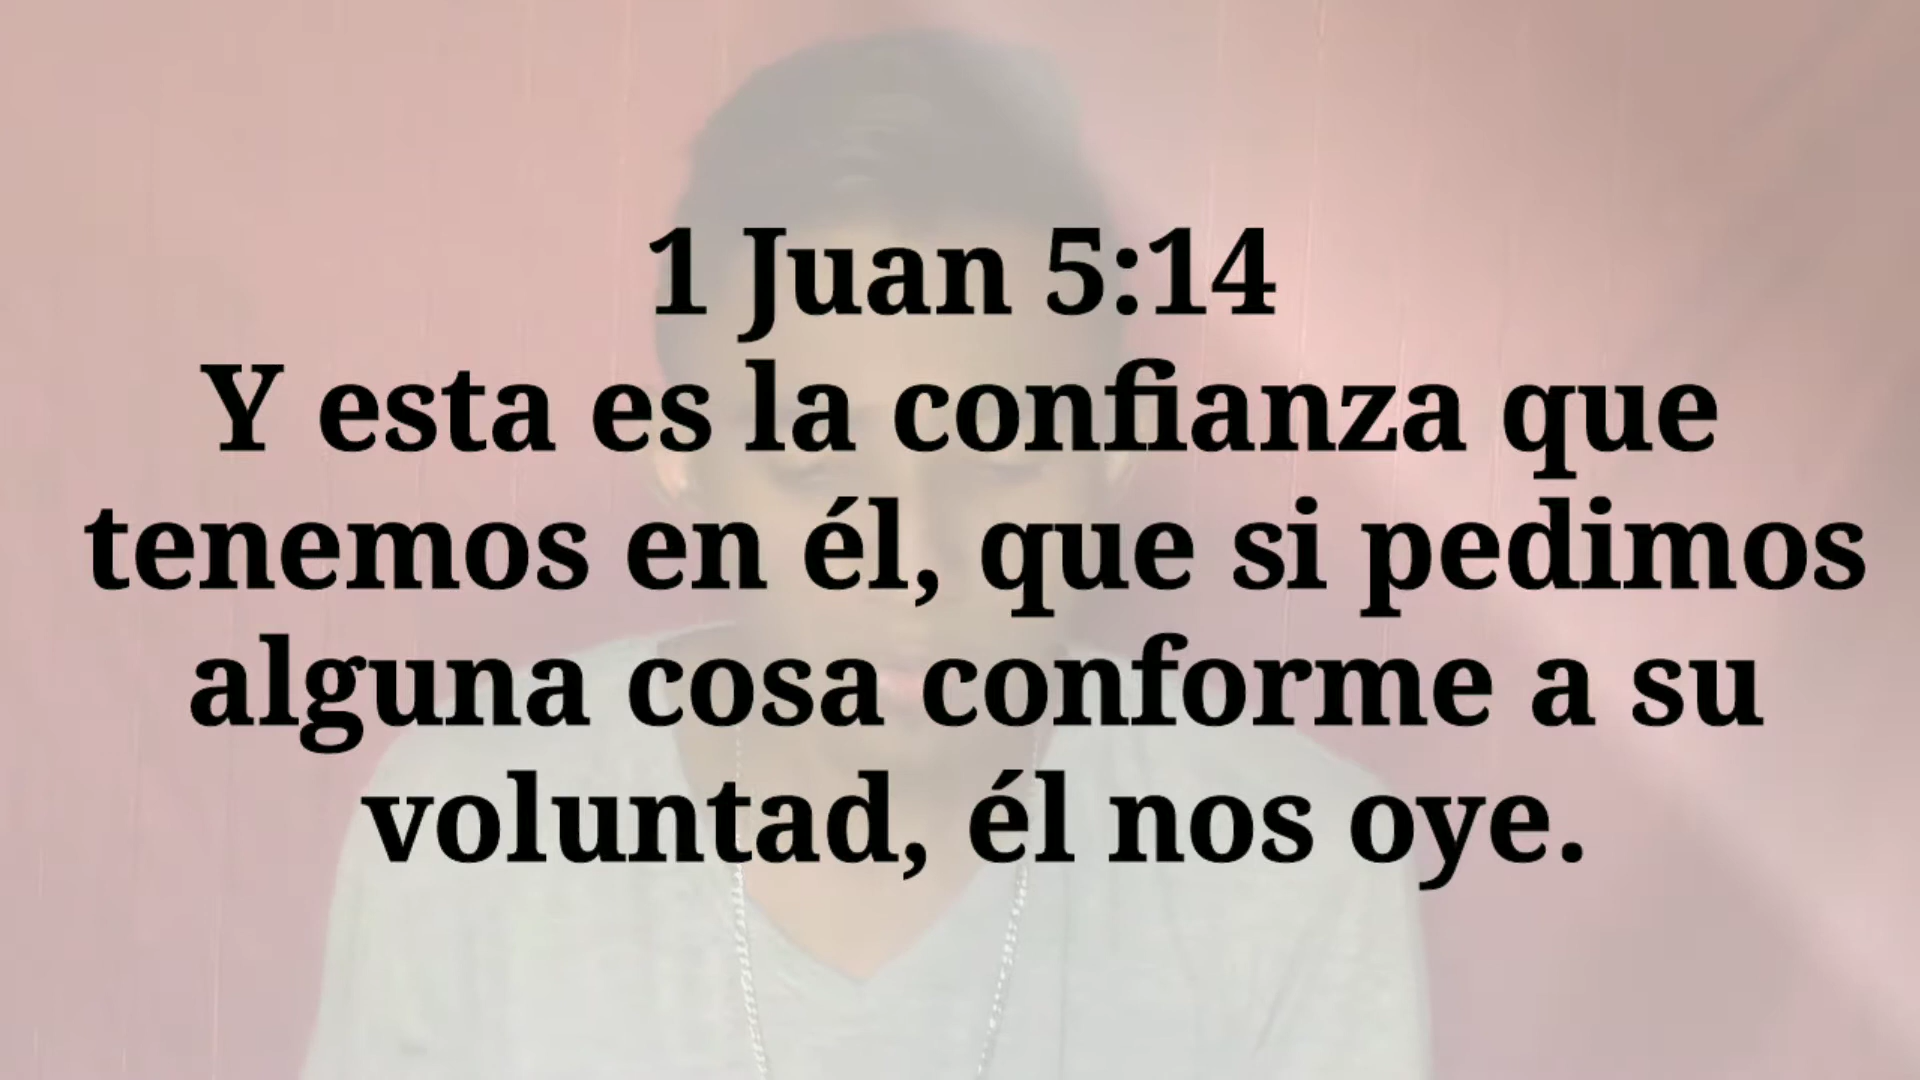 1 Juan 5:14
Y esta es la confianza que
tenemos en él, que si pedimos
alguna cosa conforme a su
voluntad, él nos oye.